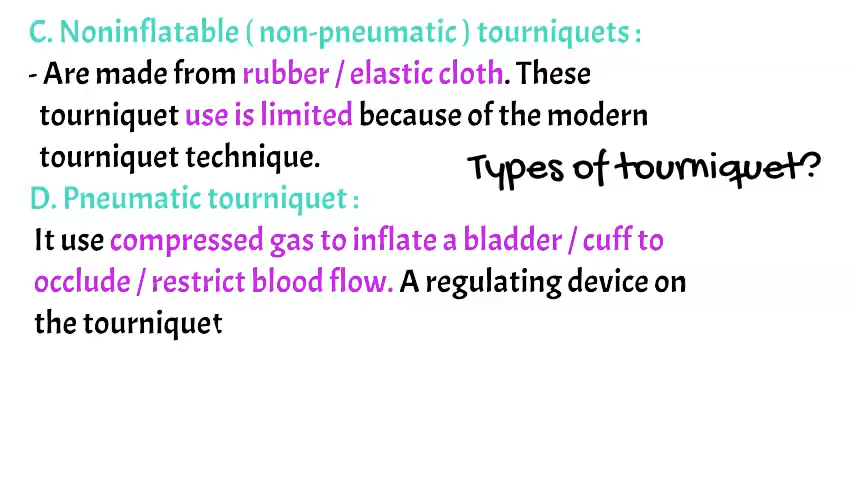 C. Noninflatable ( non-pneumatic ) tourniquets :
- Are made from rubber / elastic cloth. These
tourniquet use is limited because of the modern
tourniquet technique.
Types of tourniquet?
D. Pneumatic tourniquet :
It use compressed gas to inflate a bladder / cuff to
occlude / restrict blood flow. A regulating device on
the tourniquet